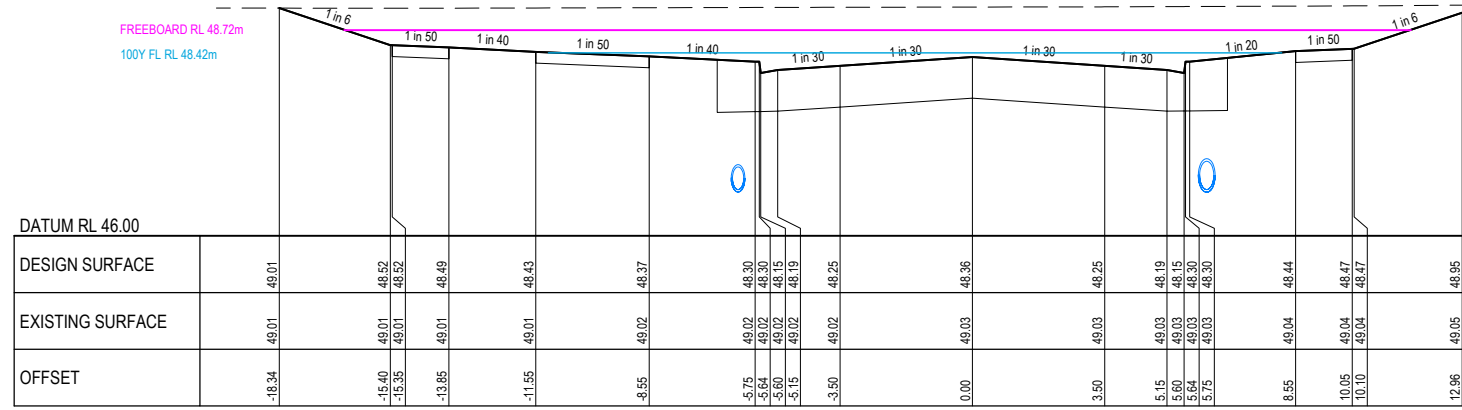 FREEBOARD RL 48.72m
100Y FL RL 48.42m
1 in 6
1 in 50
1 in 40
1 in 50
1 in 40
1 in 30
1 in 30
1 in 30
1 in 30
1 in 20
1 in 50
1 in 6
DATUM RL 46.00
DESIGN SURFACE 49.01 48.52 48.52 48.49 48.43 48.37 48.30 48.30 48.15 48.19 48.25 48.36 48.25 48.19 48.15 48.30 48.30 48.44 48.47 48.47 48.95
EXISTING SURFACE 49.01 49.01 49.01 49.01 49.01 49.02 49.02 49.02 49.02 49.02 49.02 49.03 49.03 49.03 49.03 49.03 49.03 49.04 49.04 49.04 49.05
OFFSET -18.34 -15.40 -15.35 -13.85 -11.55 -8.55 -5.75 -5.64 -5.60 -5.15 -3.50 0.00 3.50 5.15 5.60 5.64 5.75 8.55 10.05 10.10 12.96